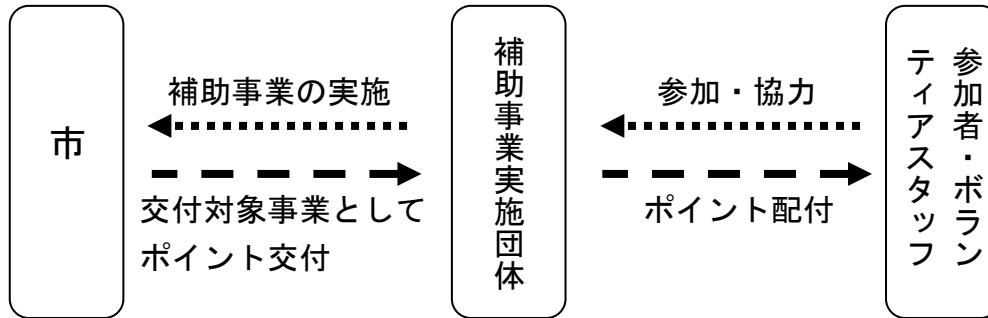 市
補助事業の実施
交付対象事業として
ポイント交付
補助事業実施団体
参加・協力
ポイント配付
参加者・ボラン
ティアスタッフ